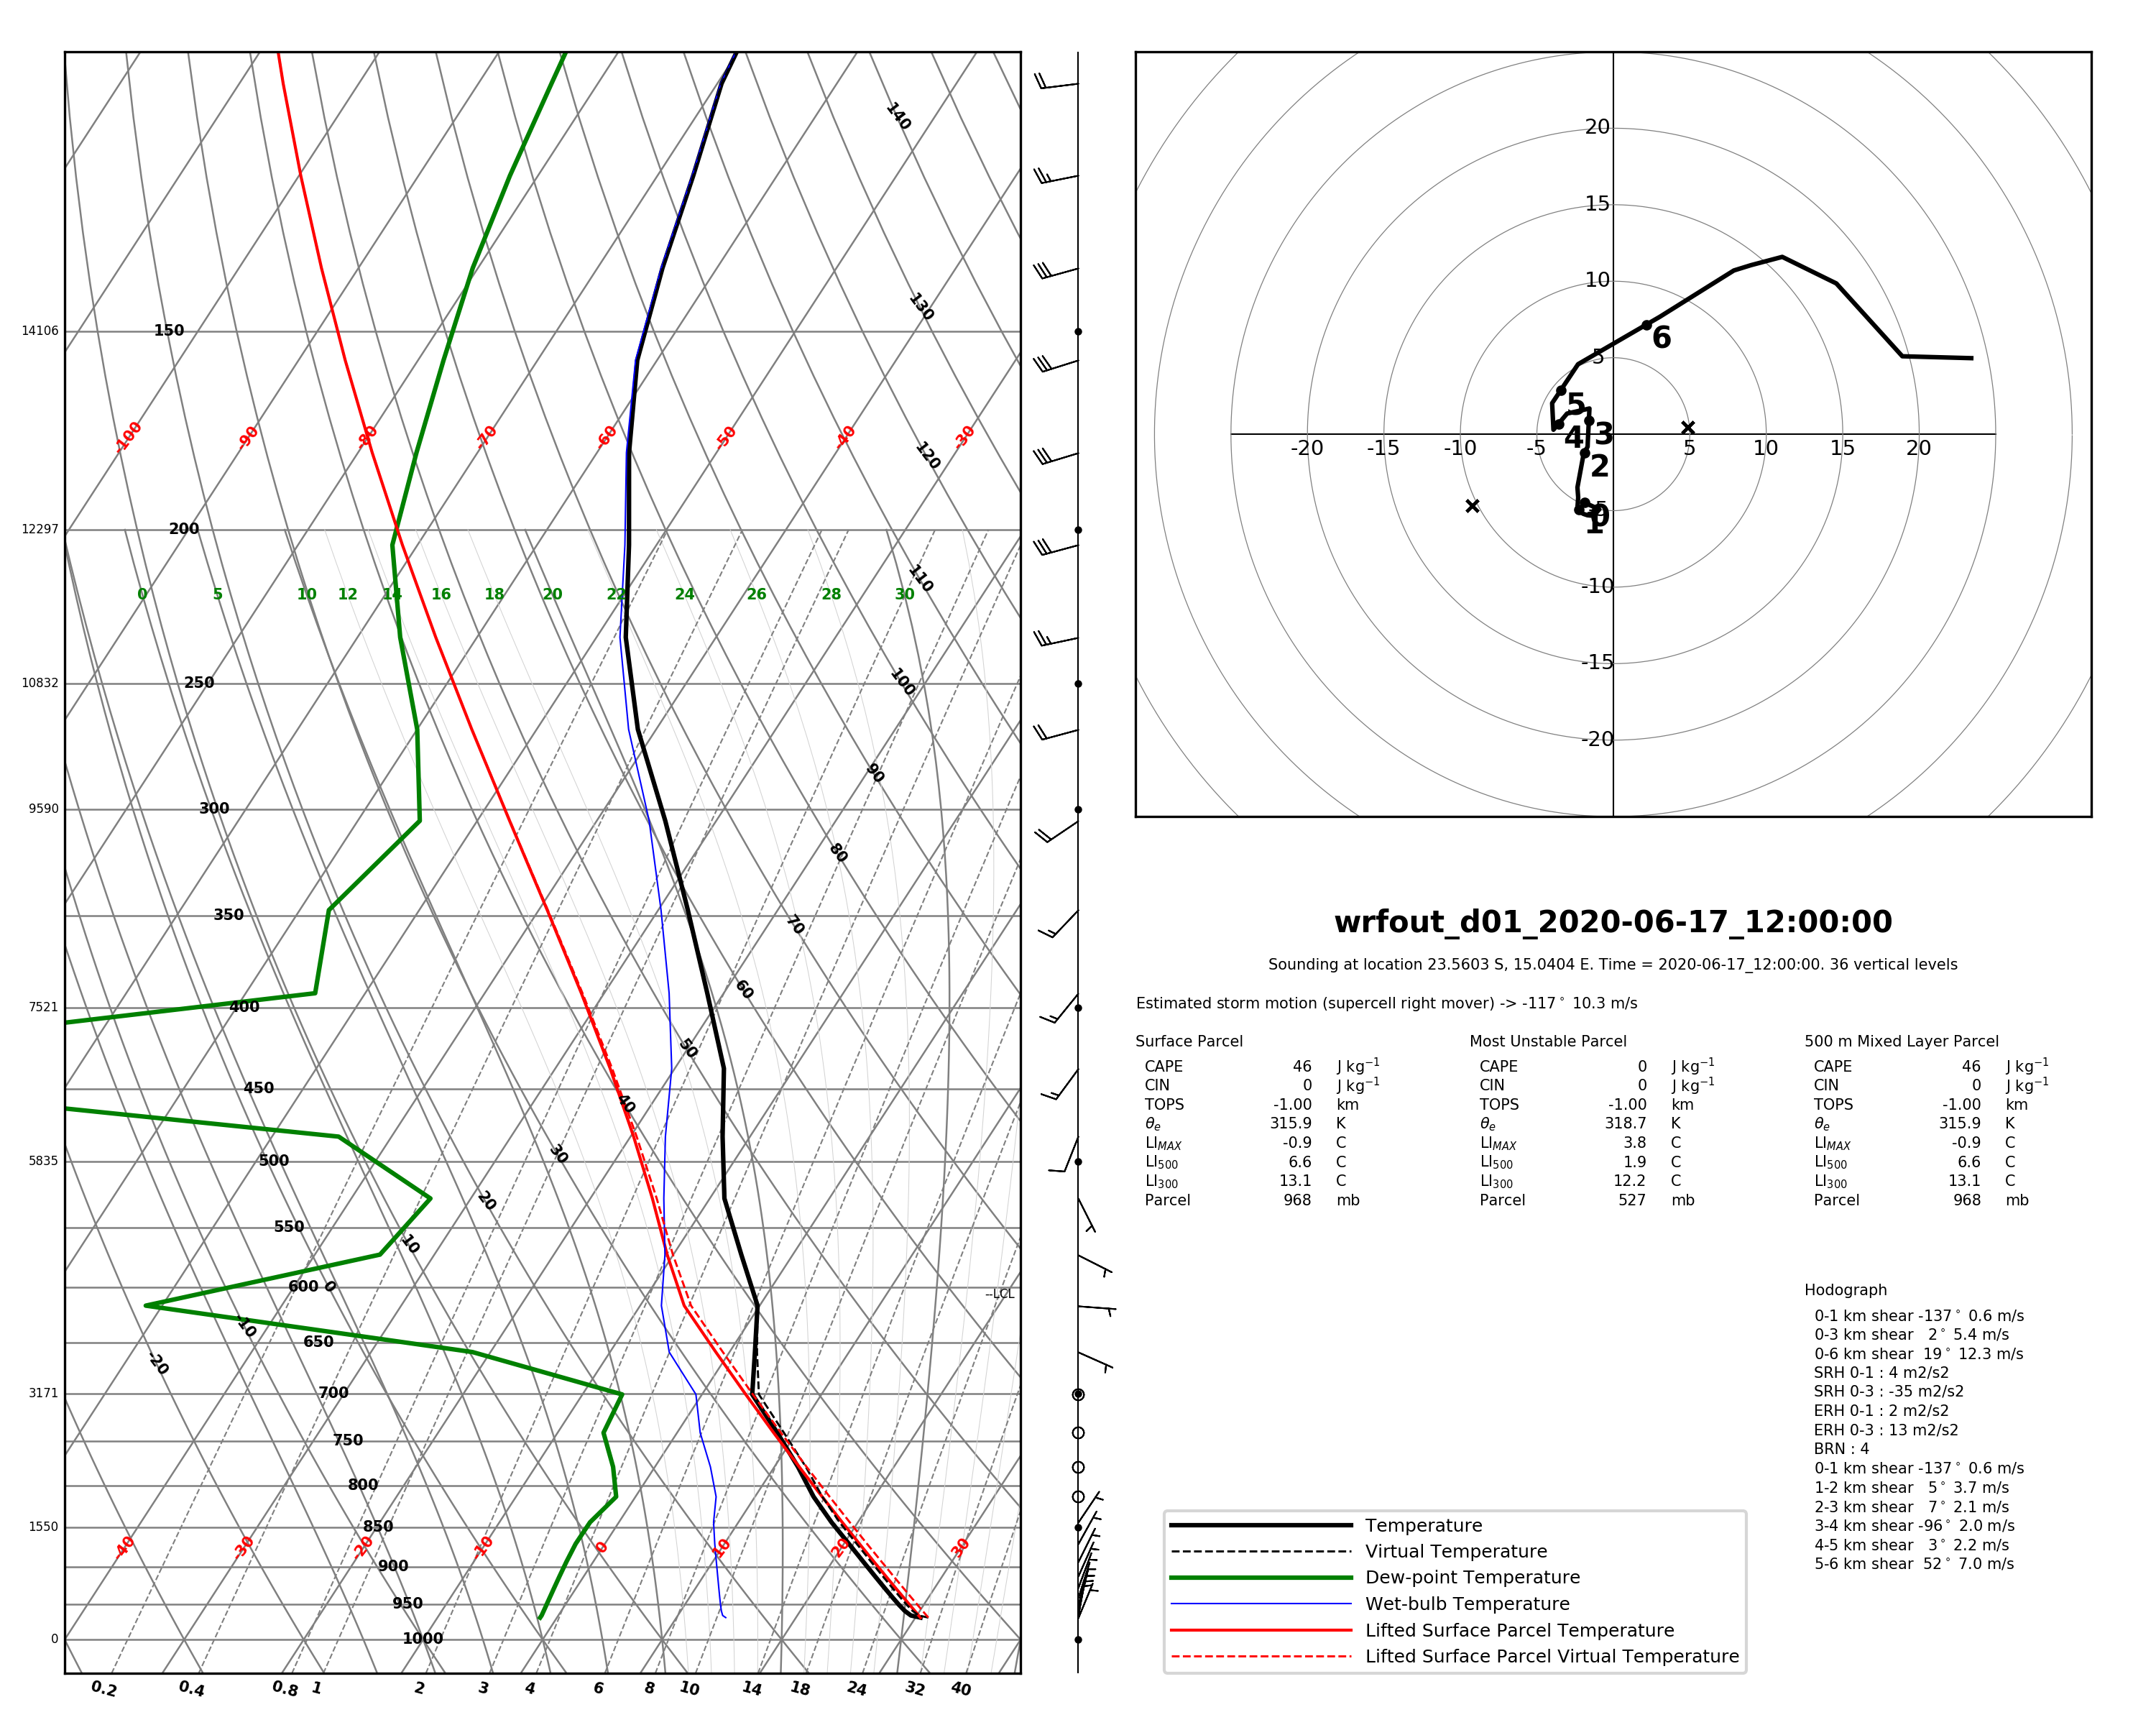 140
130
14106 150
-100 -90 -80 -70 -60 -50 -40 -30
120
12297 200
110
0 5 10 12 14 16 18 20 22 24 26 28 30
10832 250
100
90
9590 300
80
350
70
7521 400
60
50
450
40
5835 500
30
550
20
10
600 0
--LCL
-10
650
-20
3171 700
750
800
1550 850
-40 -30 -20 -10 0 10 20 30
900
950
0 1000
0.2 0.4 0.8 1 2 3 4 6 8 10 14 18 24 32 40
20
15
10
5
-20 -15 -10 -5 5 10 15 20
-5
-10
-15
-20
0
1
2
3
4
5
6
wrfout_d01_2020-06-17_12:00:00
Sounding at location 23.5603 S, 15.0404 E. Time = 2020-06-17_12:00:00. 36 vertical levels
Estimated storm motion (supercell right mover) -> -117° 10.3 m/s
Surface Parcel
CAPE 46 J kg⁻¹
CIN 0 J kg⁻¹
TOPS -1.00 km
θe 315.9 K
LIMAX -0.9 C
LI500 6.6 C
LI300 13.1 C
Parcel 968 mb
Most Unstable Parcel
CAPE 0 J kg⁻¹
CIN 0 J kg⁻¹
TOPS -1.00 km
θe 318.7 K
LIMAX 3.8 C
LI500 1.9 C
LI300 12.2 C
Parcel 527 mb
500 m Mixed Layer Parcel
CAPE 46 J kg⁻¹
CIN 0 J kg⁻¹
TOPS -1.00 km
θe 315.9 K
LIMAX -0.9 C
LI500 6.6 C
LI300 13.1 C
Parcel 968 mb
Hodograph
0-1 km shear -137° 0.6 m/s
0-3 km shear 2° 5.4 m/s
0-6 km shear 19° 12.3 m/s
SRH 0-1 : 4 m2/s2
SRH 0-3 : -35 m2/s2
ERH 0-1 : 2 m2/s2
ERH 0-3 : 13 m2/s2
BRN : 4
0-1 km shear -137° 0.6 m/s
1-2 km shear 5° 3.7 m/s
2-3 km shear 7° 2.1 m/s
3-4 km shear -96° 2.0 m/s
4-5 km shear 3° 2.2 m/s
5-6 km shear 52° 7.0 m/s
Temperature
Virtual Temperature
Dew-point Temperature
Wet-bulb Temperature
Lifted Surface Parcel Temperature
Lifted Surface Parcel Virtual Temperature